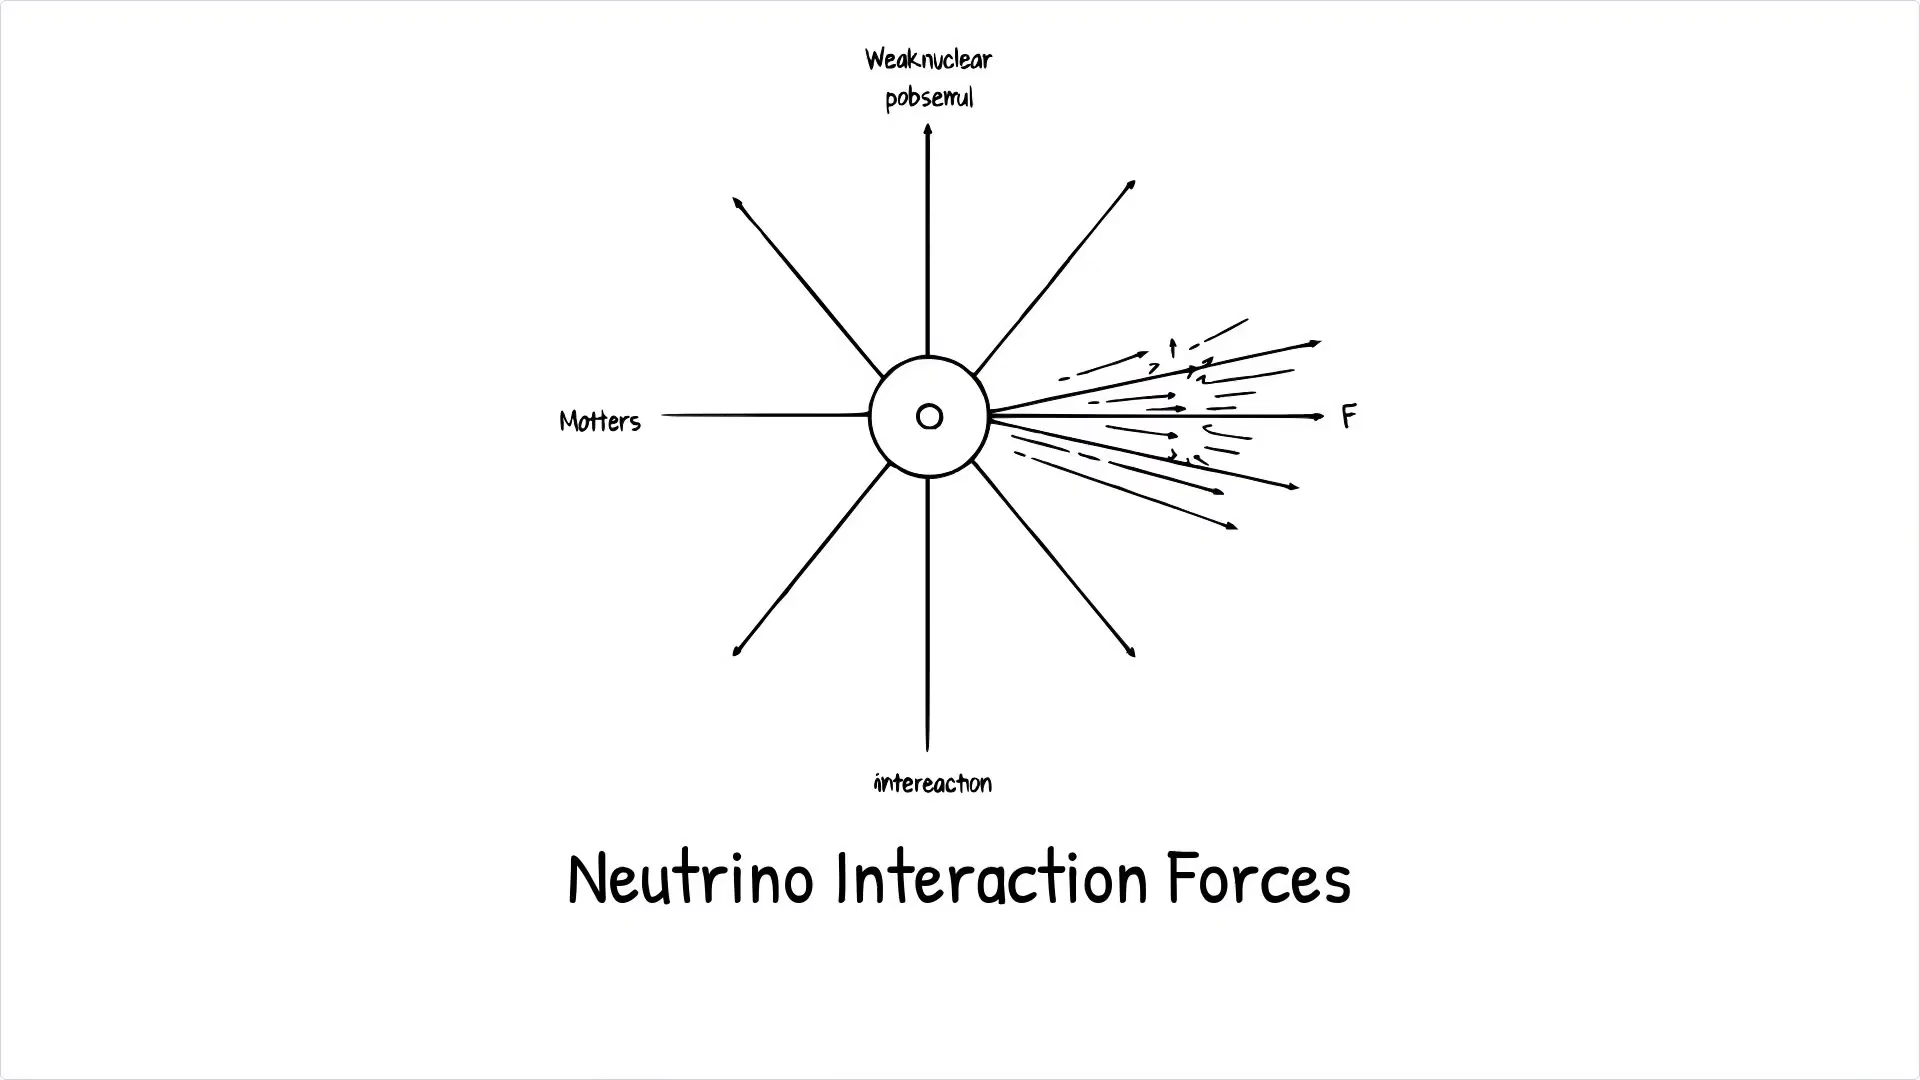 Weaknuclear
pobsemul
Motters
F
intereaction
Neutrino Interaction Forces